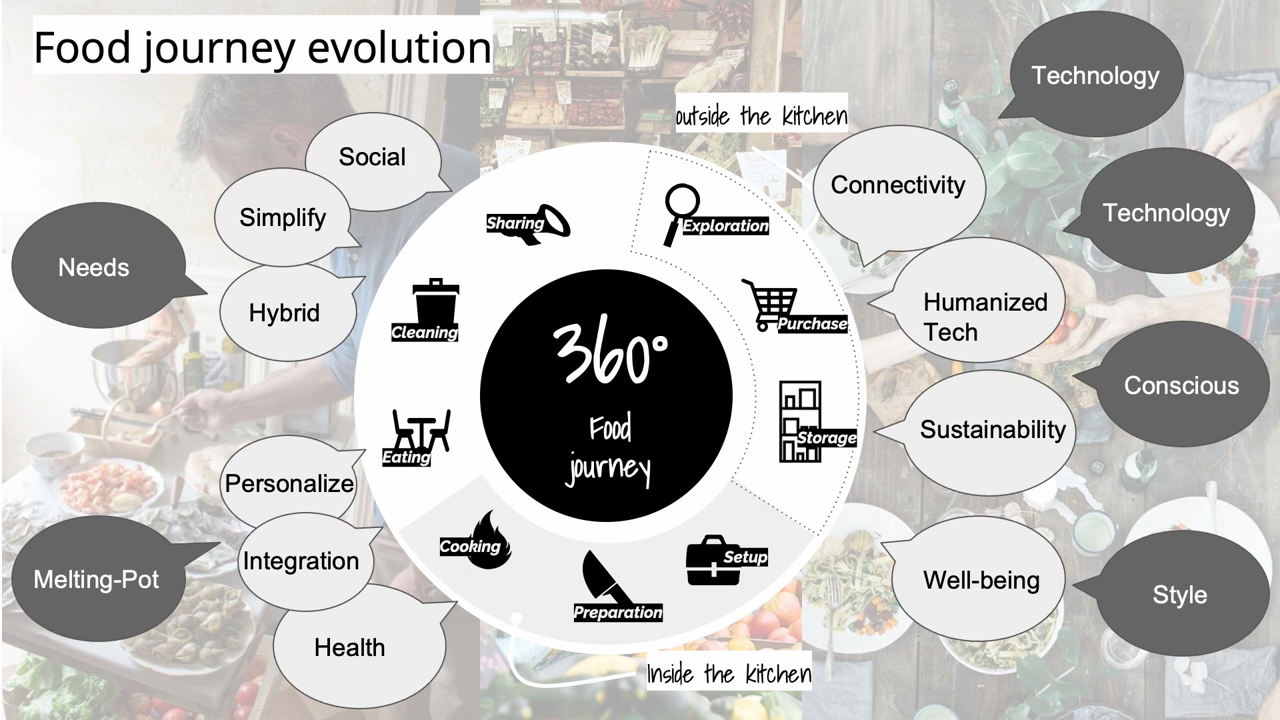 Food journey evolution
outside the kitchen
Technology
Social
Connectivity
Simplify
Technology
Needs
Hybrid
Humanized
Tech
Sharing
Exploration
Cleaning
Purchase
360°
Food
journey
Conscious
Eating
Storage
Sustainability
Personalize
Integration
Melting-Pot
Health
Cooking
Preparation
Setup
Well-being
Style
Inside the kitchen